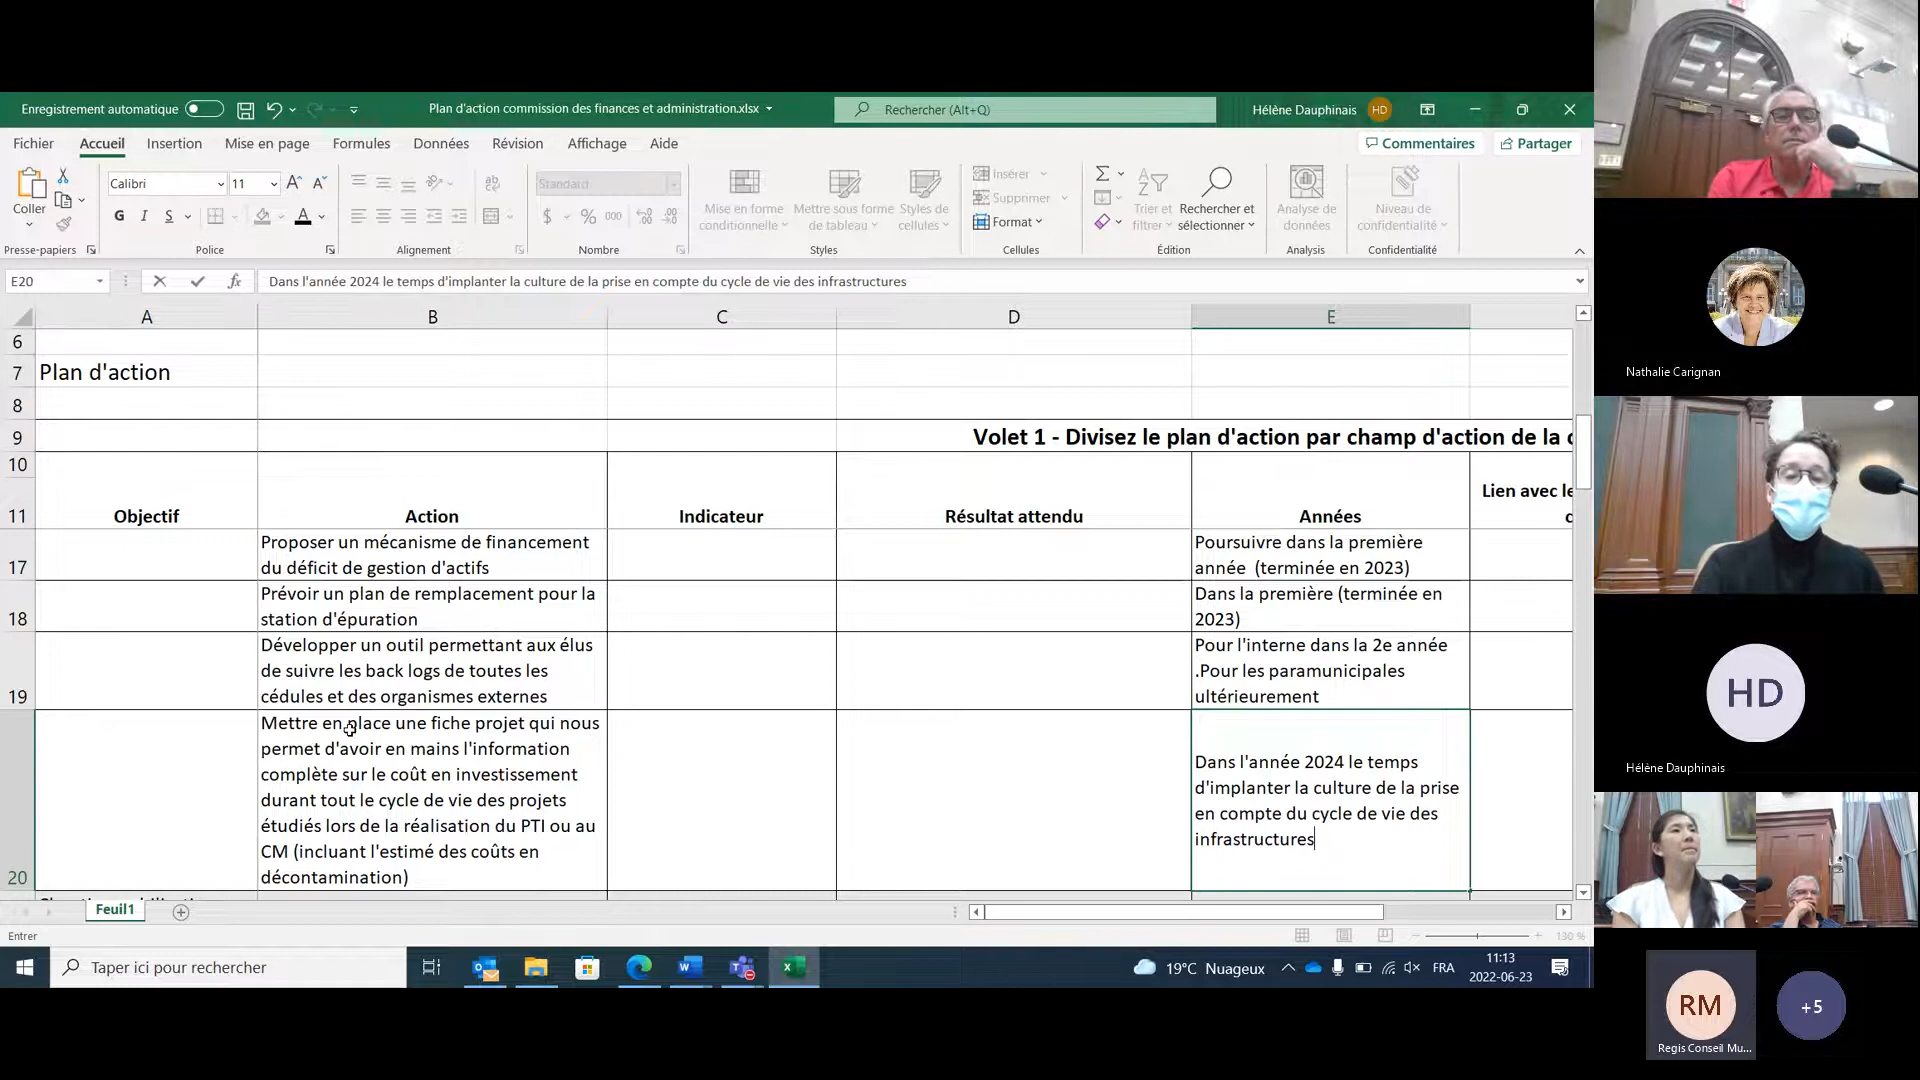 Enregistrement automatique
Plan d'action commission des finances et administration.xlsx
Rechercher (Alt+Q)
Hélène Dauphinais
HD
Fichier
Accueil
Insertion
Mise en page
Formules
Données
Révision
Affichage
Aide
Commentaires
Partager
Coller
Calibri
11
G I S
Standard
Mise en forme
conditionnelle
Mettre sous forme
de tableau
Styles de
cellules
Insérer
Supprimer
Format
Trier et
filtrer
Rechercher et
sélectionner
Analyse de
données
Niveau de
confidentialité
Presse-papiers
Police
Alignement
Nombre
Styles
Cellules
Édition
Analysis
Confidentialité
E20
Dans l'année 2024 le temps d'implanter la culture de la prise en compte du cycle de vie des infrastructures
A B C D E
6
7 Plan d'action
8
9 Volet 1 - Divisez le plan d'action par champ d'action de la
10
Lien avec le
11 Objectif Action Indicateur Résultat attendu Années
Proposer un mécanisme de financement
du déficit de gestion d'actifs
Poursuivre dans la première
année (terminée en 2023)
17
Prévoir un plan de remplacement pour la
station d'épuration
Dans la première (terminée en
2023)
18
Développer un outil permettant aux élus
de suivre les back logs de toutes les
cédules et des organismes externes
Pour l'interne dans la 2e année
.Pour les paramunicipales
ultérieurement
19
Mettre en place une fiche projet qui nous
permet d'avoir en mains l'information
complète sur le coût en investissement
durant tout le cycle de vie des projets
étudiés lors de la réalisation du PTI ou au
CM (incluant l'estimé des coûts en
décontamination)
Dans l'année 2024 le temps
d'implanter la culture de la prise
en compte du cycle de vie des
infrastructures
20
Feuil1
Entrer
130 %
Taper ici pour rechercher
19°C Nuageux
FRA
11:13
2022-06-23
Nathalie Carignan
HD
Hélène Dauphinais
RM
Regis Conseil Mu...
+5